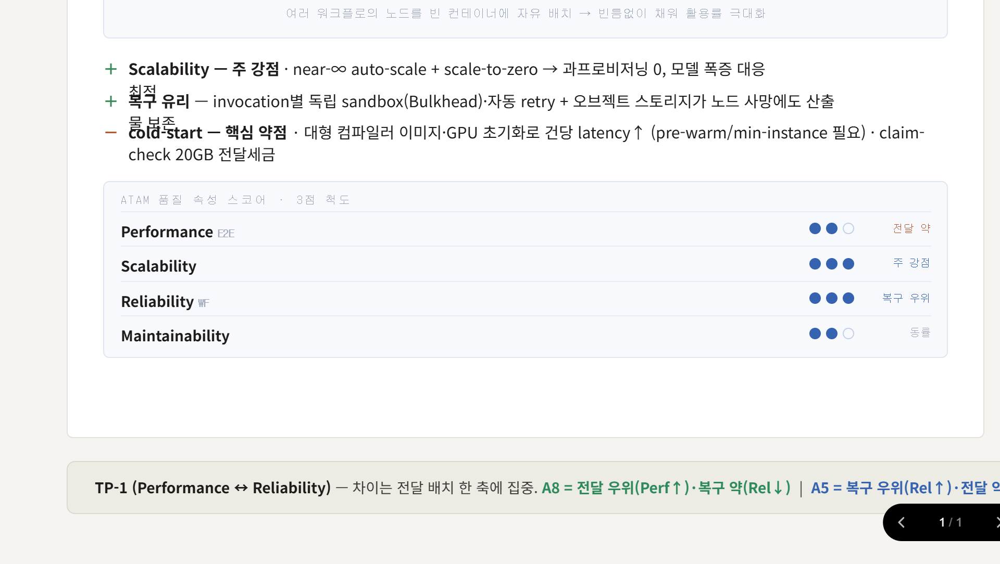 여러 워크플로의 노드를 빈 컨테이너에 자유 배치 → 빈틈없이 채워 활용률 극대화
+ Scalability — 주 강점 · near-∞ auto-scale + scale-to-zero → 과프로비저닝 0, 모델 폭증 대응
최적
+ 복구 유리 — invocation별 독립 sandbox(Bulkhead)·자동 retry + 오브젝트 스토리지가 노드 사망에도 산출
물 보존
− cold-start — 핵심 약점 · 대형 컴파일러 이미지·GPU 초기화로 건당 latency↑ (pre-warm/min-instance 필요) · claim-
check 20GB 전달세금
ATAM 품질 속성 스코어 · 3점 척도
Performance E2E 전달 약
Scalability 주 강점
Reliability WF 복구 우위
Maintainability 동률
TP-1 (Performance ↔ Reliability) — 차이는 전달 배치 한 축에 집중. A8 = 전달 우위(Perf↑)·복구 약(Rel↓) | A5 = 복구 우위(Rel↑)·전달
1 / 1